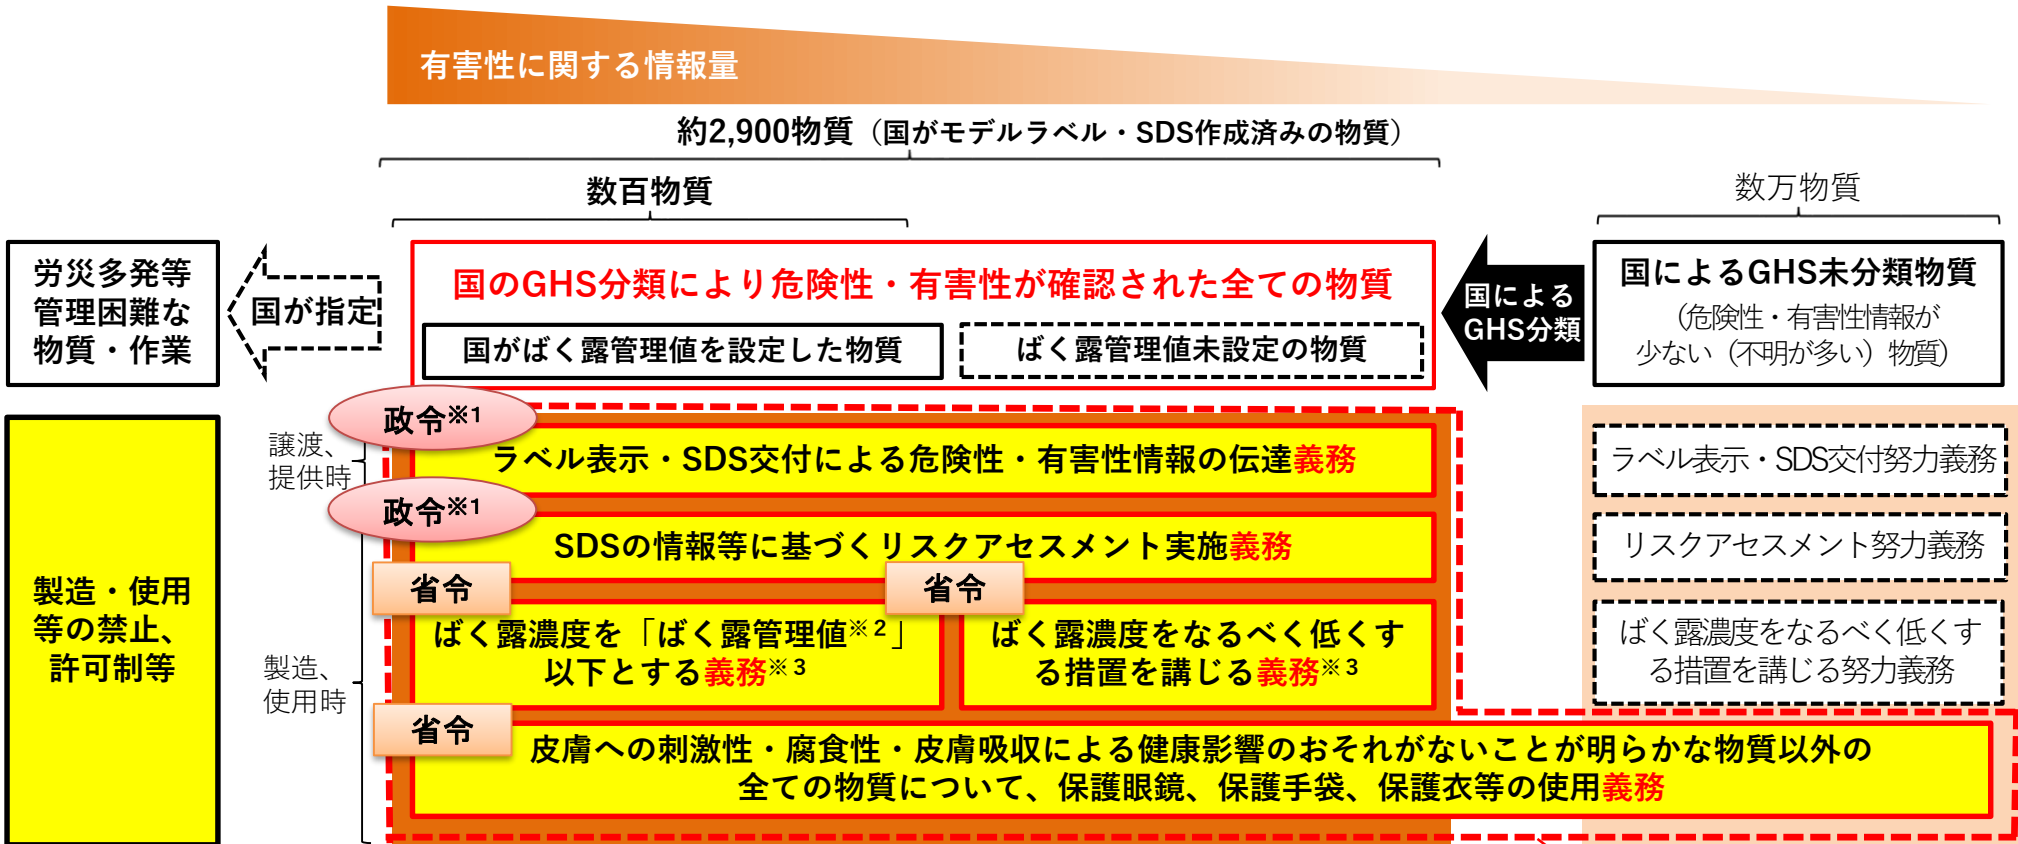 有害性に関する情報量
約2,900物質（国がモデルラベル・SDS作成済みの物質）
数百物質
数万物質
労災多発等
管理困難な
物質・作業
国が指定
国のGHS分類により危険性・有害性が確認された全ての物質
国がばく露管理値を設定した物質
ばく露管理値未設定の物質
国による
GHS分類
国によるGHS未分類物質
（危険性・有害性情報が
少ない（不明が多い）物質）
製造・使用
等の禁止、
許可制等
譲渡、
提供時
政令※1
ラベル表示・SDS交付による危険性・有害性情報の伝達義務
ラベル表示・SDS交付努力義務
政令※1
SDSの情報等に基づくリスクアセスメント実施義務
リスクアセスメント努力義務
製造、
使用時
省令
ばく露濃度を「ばく露管理値※2」
以下とする義務※3
省令
ばく露濃度をなるべく低くす
る措置を講じる義務※3
ばく露濃度をなるべく低くす
る措置を講じる努力義務
省令
皮膚への刺激性・腐食性・皮膚吸収による健康影響のおそれがないことが明らかな物質以外の
全ての物質について、保護眼鏡、保護手袋、保護衣等の使用義務